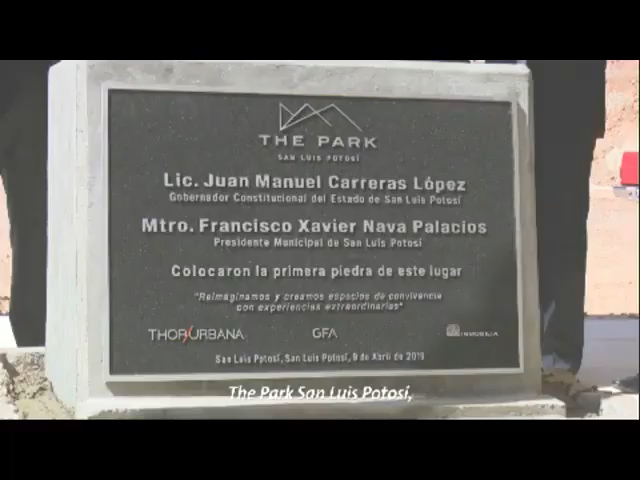 THE PARK
SAN LUIS POTOSÍ
Lic. Juan Manuel Carreras López
Gobernador Constitucional del Estado de San Luis Potosí
Mtro. Francisco Xavier Nava Palacios
Presidente Municipal de San Luis Potosí
Colocaron la primera piedra de este lugar
"Reimaginamos y creamos espacios de convivencia
con experiencias extraordinarias"
THOR URBANA GFA INMOBILIA
San Luis Potosí, San Luis Potosí, 9 de Abril de 2019
The Park San Luis Potosí,